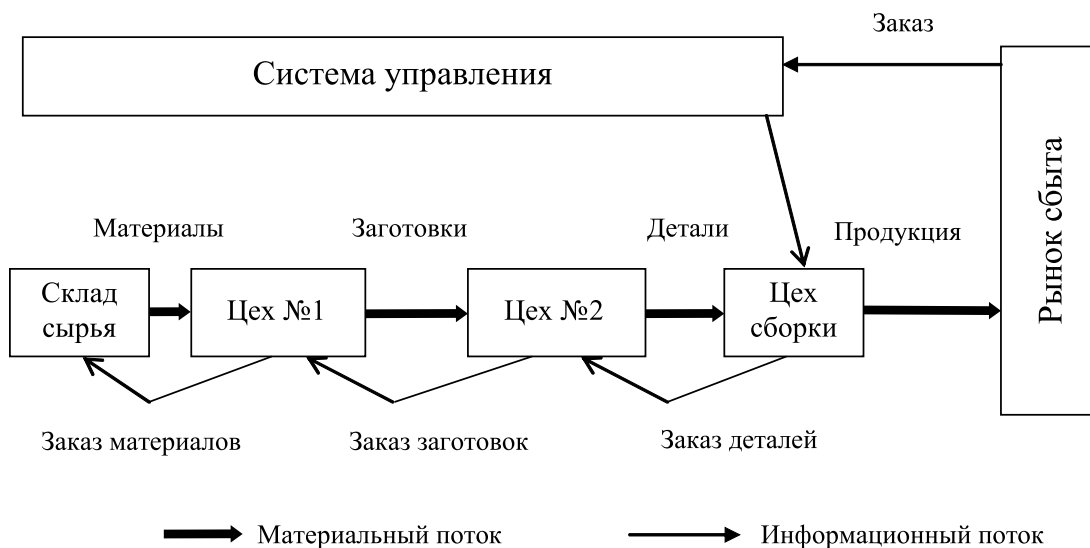 Заказ
Система управления
Рынок сбыта
Материалы
Заготовки
Детали
Продукция
Склад
сырья
Цех №1
Цех №2
Цех
сборки
Заказ материалов
Заказ заготовок
Заказ деталей
Материальный поток
Информационный поток